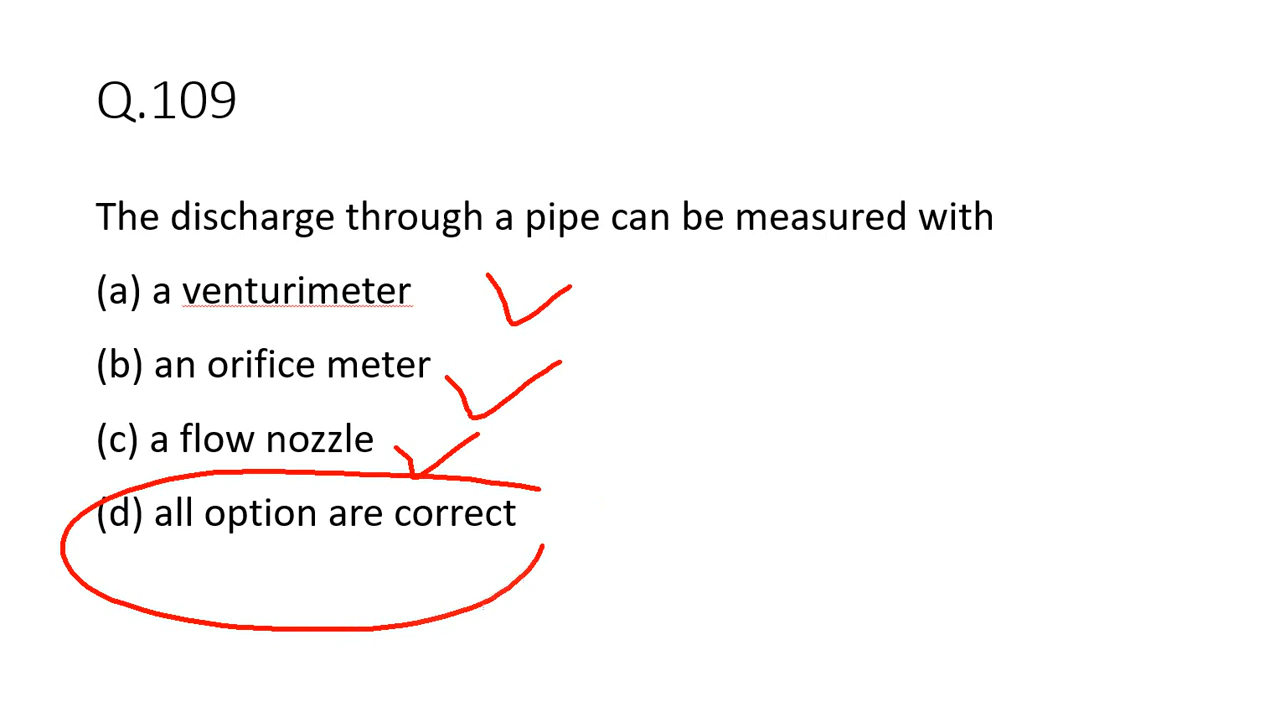 Q.109
The discharge through a pipe can be measured with
(a) a venturimeter
(b) an orifice meter
(c) a flow nozzle
(d) all option are correct